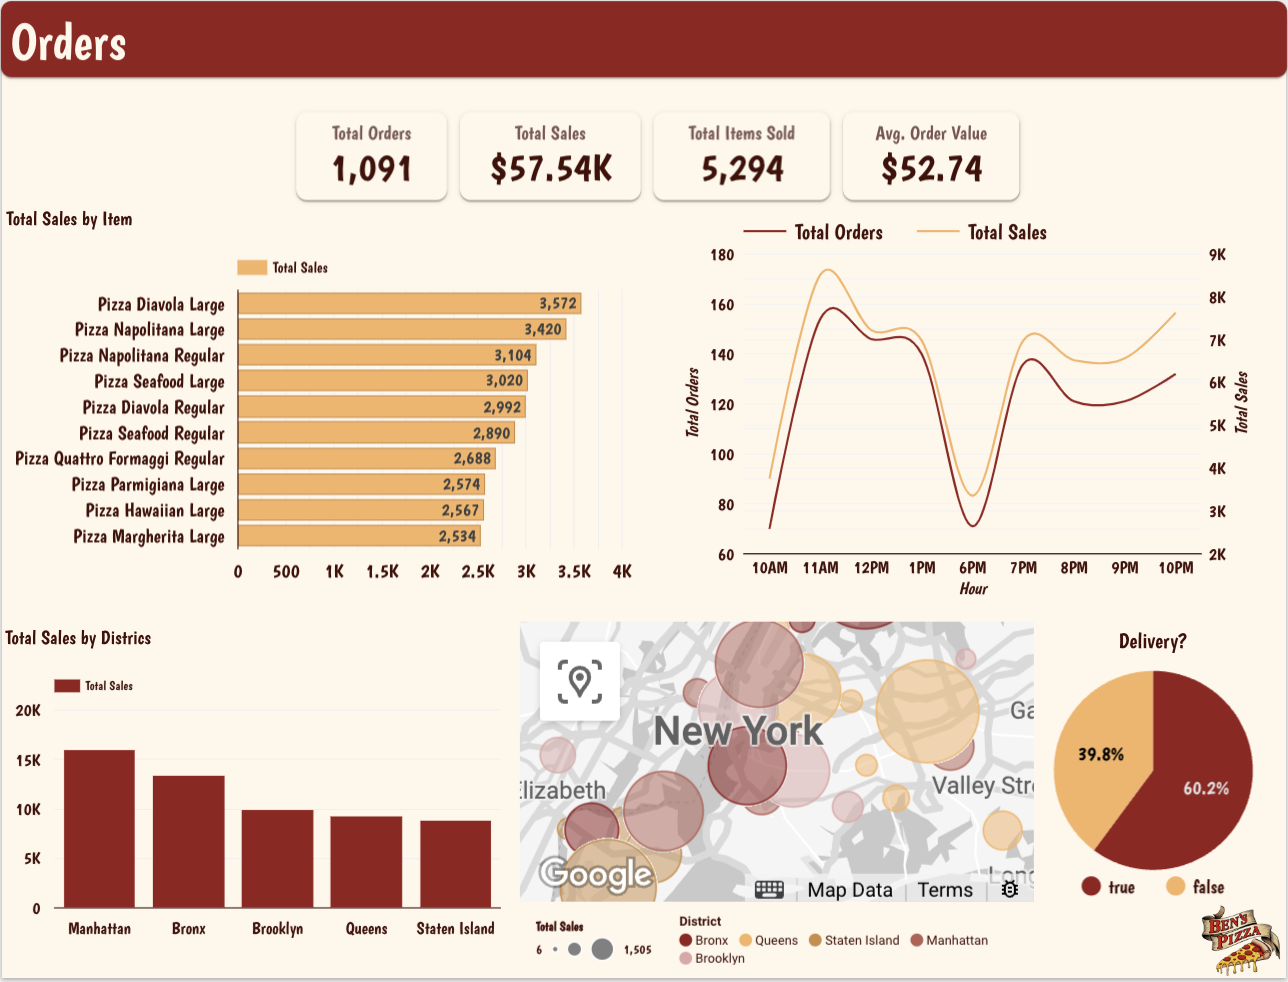 Orders
Total Orders
1,091
Total Sales
$57.54K
Total Items Sold
5,294
Avg. Order Value
$52.74
Total Sales by Item
Total Sales
Pizza Diavola Large
3,572
Pizza Napolitana Large
3,420
Pizza Napolitana Regular
3,104
Pizza Seafood Large
3,020
Pizza Diavola Regular
2,992
Pizza Seafood Regular
2,890
Pizza Quattro Formaggi Regular
2,688
Pizza Parmigiana Large
2,574
Pizza Hawaiian Large
2,567
Pizza Margherita Large
2,534
0 500 1K 1.5K 2K 2.5K 3K 3.5K 4K
Total Orders Total Sales
180 9K
160 8K
140 7K
120 6K
100 5K
80 4K
3K
60 2K
Total Orders
Total Sales
10AM 11AM 12PM 1PM 6PM 7PM 8PM 9PM 10PM
Hour
Total Sales by Districs
Total Sales
20K
15K
10K
5K
0
Manhattan Bronx Brooklyn Queens Staten Island
New York
Ga
Elizabeth
Valley Stre
Long
Google
Map Data Terms
Total Sales
6 1,505
District
Bronx Queens Staten Island Manhattan
Brooklyn
Delivery?
39.8%
60.2%
true false
BEN'S
PIZZA